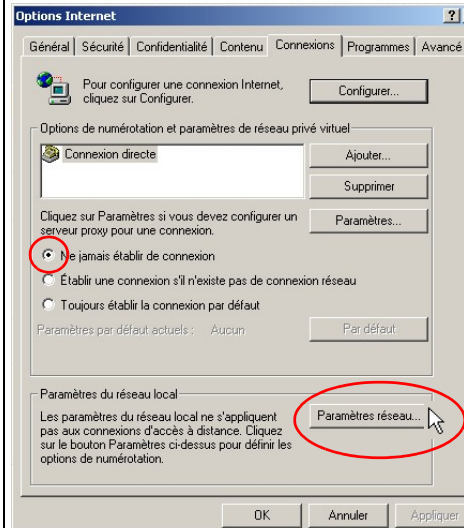 Options Internet ?
Général Sécurité Confidentialité Contenu Connexions Programmes Avancé
Pour configurer une connexion Internet,
cliquez sur Configurer.
Configurer...
Options de numérotation et paramètres de réseau privé virtuel
Connexion directe
Ajouter...
Supprimer
Cliquez sur Paramètres si vous devez configurer un
serveur proxy pour une connexion.
Paramètres...
Ne jamais établir de connexion
Établir une connexion s'il n'existe pas de connexion réseau
Toujours établir la connexion par défaut
Paramètres par défaut actuels : Aucun
Par défaut
Paramètres du réseau local
Les paramètres du réseau local ne s'appliquent
pas aux connexions d'accès à distance. Cliquez
sur le bouton Paramètres ci-dessus pour définir les
options de numérotation.
Paramètres réseau...
OK Annuler Appliquer